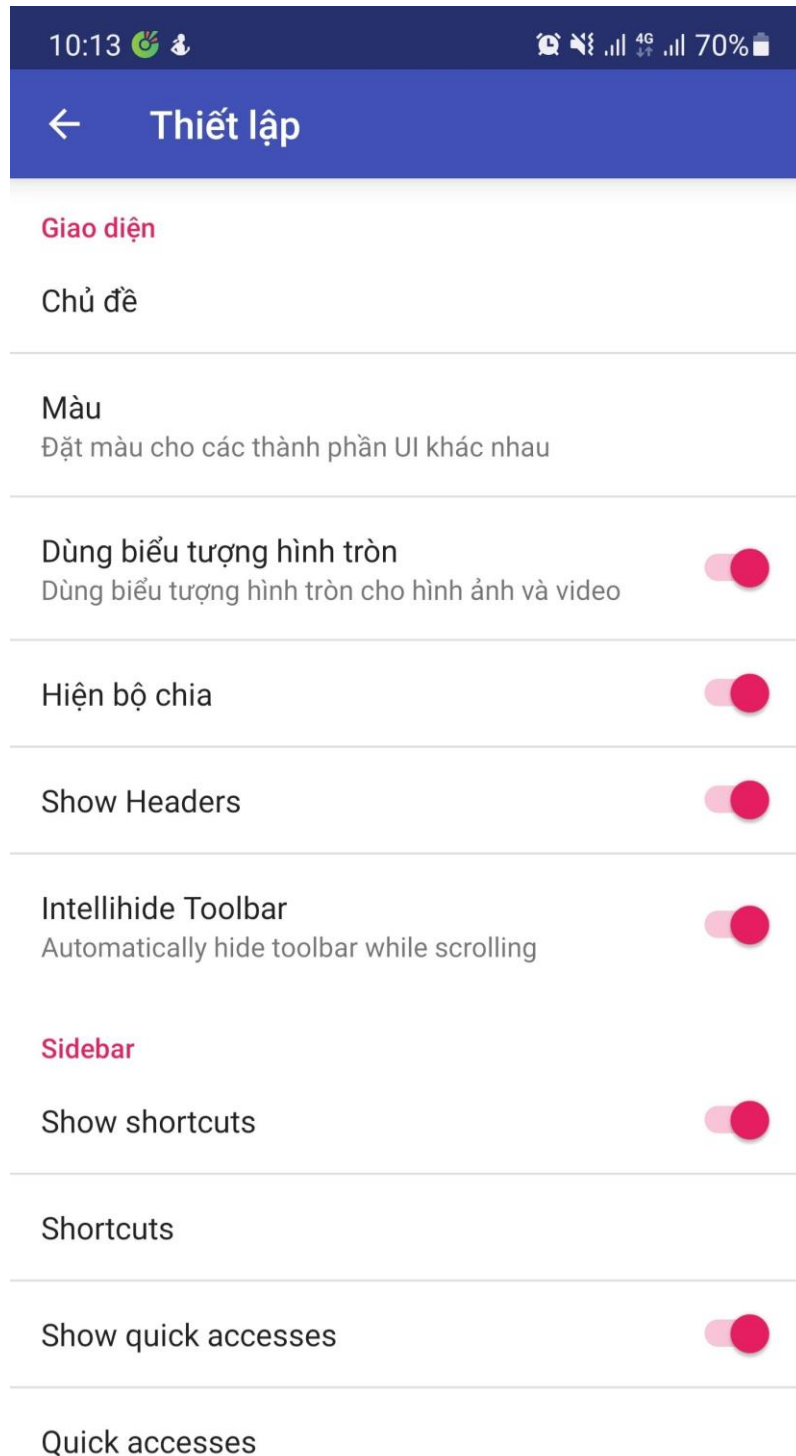 10:13 4G 70%
Thiết lập
Giao diện
Chủ đề
Màu
Đặt màu cho các thành phần UI khác nhau
Dùng biểu tượng hình tròn
Dùng biểu tượng hình tròn cho hình ảnh và video
Hiện bộ chia
Show Headers
Intellihide Toolbar
Automatically hide toolbar while scrolling
Sidebar
Show shortcuts
Shortcuts
Show quick accesses
Quick accesses